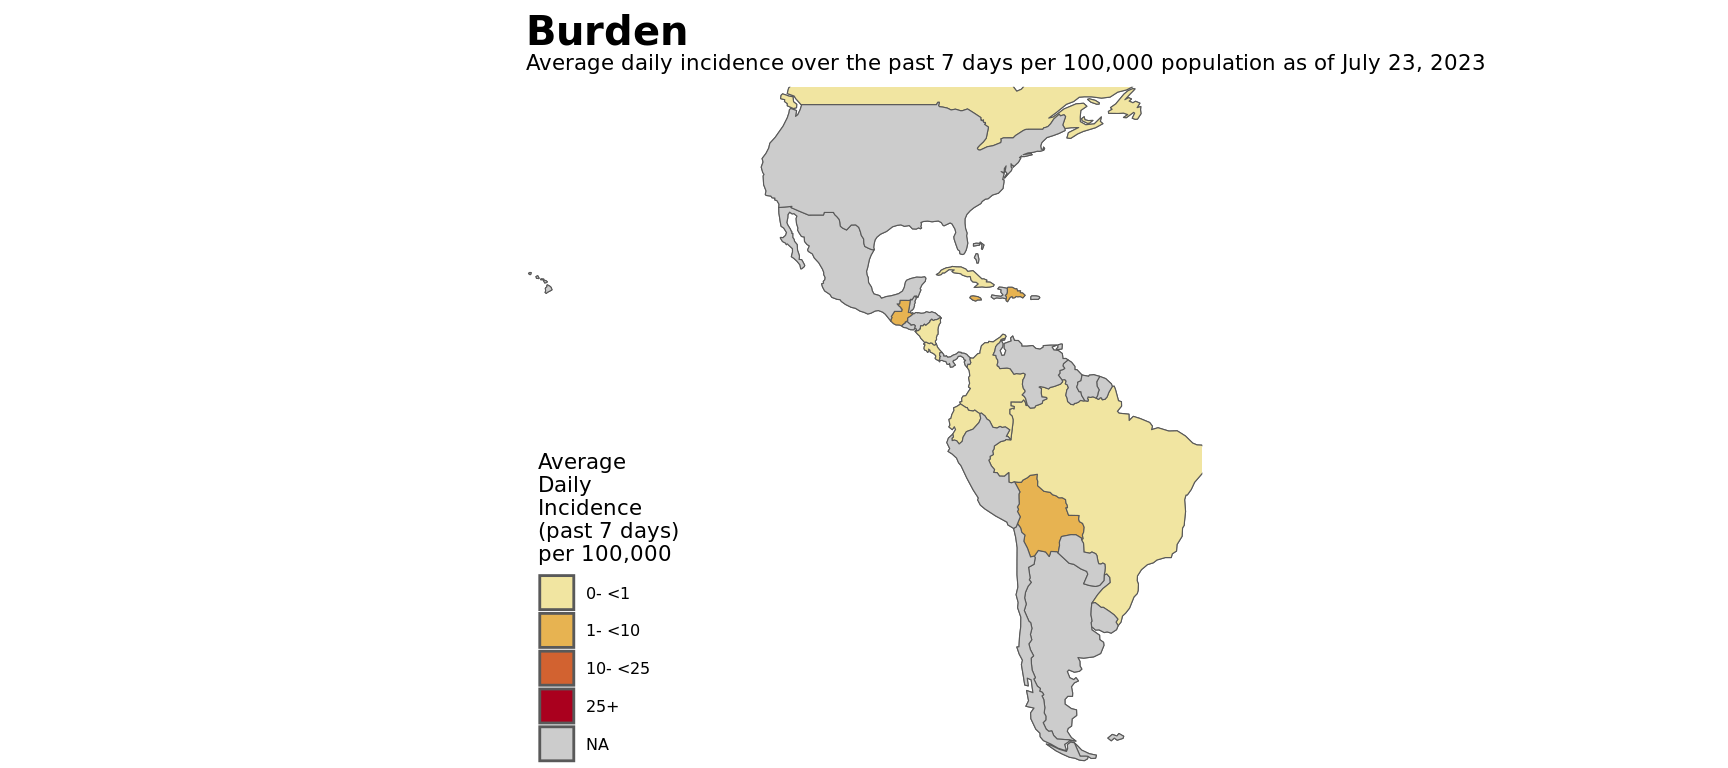 Burden
Average daily incidence over the past 7 days per 100,000 population as of July 23, 2023
Average
Daily
Incidence
(past 7 days)
per 100,000
0- <1
1- <10
10- <25
25+
NA